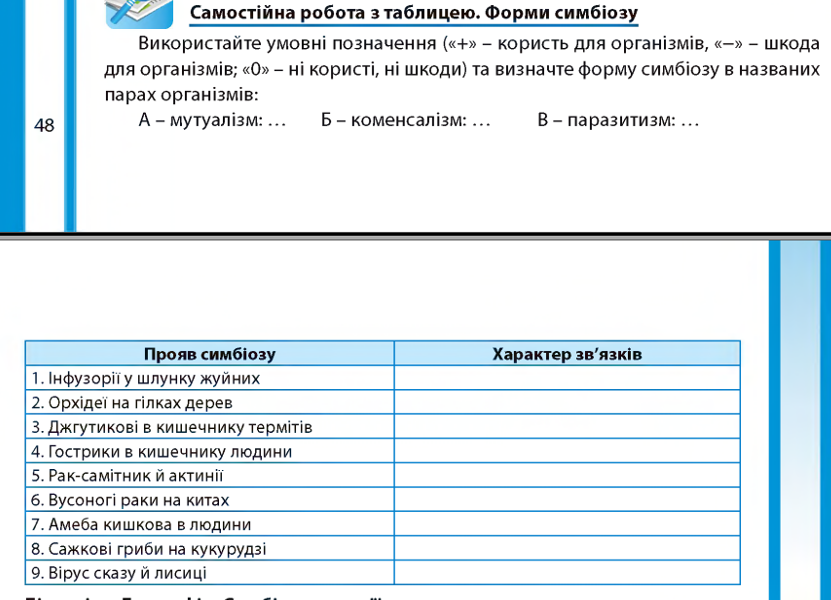 Самостійна робота з таблицею. Форми симбіозу
Використайте умовні позначення («+» – користь для організмів, «–» – шкода
для організмів; «0» – ні користі, ні шкоди) та визначте форму симбіозу в названих
парах організмів:
А – мутуалізм: ... Б – коменсалізм: ... В – паразитизм: ...
48
Прояв симбіозу Характер зв’язків
1. Інфузорії у шлунку жуйних
2. Орхідеї на гілках дерев
3. Джгутикові в кишечнику термітів
4. Гострики в кишечнику людини
5. Рак-самітник й актинії
6. Вусоногі раки на китах
7. Амеба кишкова в людини
8. Сажкові гриби на кукурудзі
9. Вірус сказу й лисиці